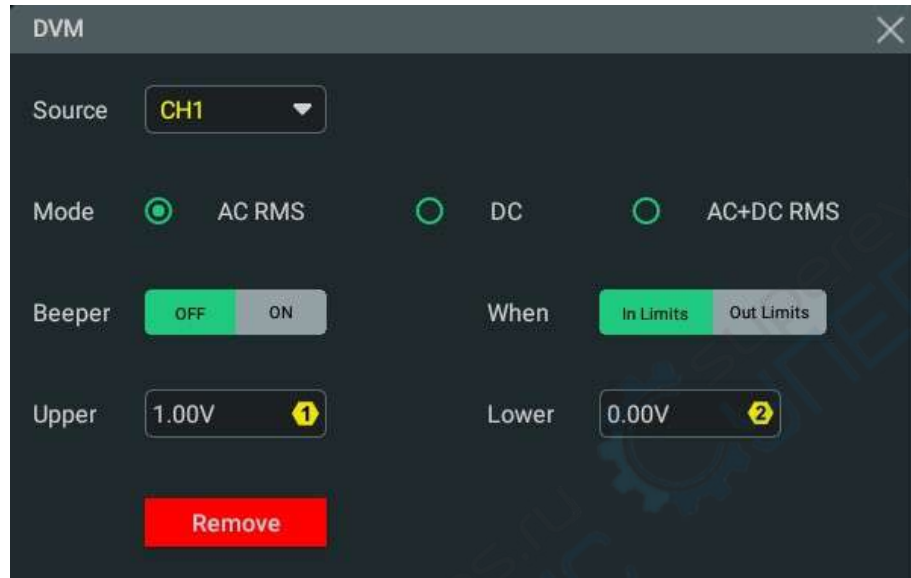 DVM
Source CH1
Mode AC RMS DC AC+DC RMS
Beeper OFF ON When In Limits Out Limits
Upper 1.00V 1 Lower 0.00V 2
Remove